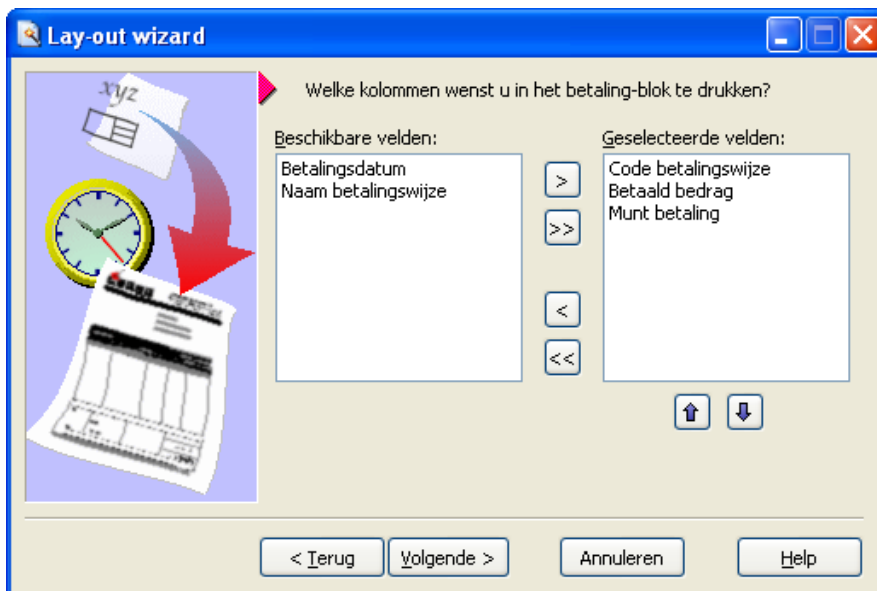 Lay-out wizard
xyz
Welke kolommen wenst u in het betaling-blok te drukken?
Beschikbare velden:
Betalingsdatum
Naam betalingswijze
>
>>
<
<<
Geselecteerde velden:
Code betalingswijze
Betaald bedrag
Munt betaling
< Terug
Volgende >
Annuleren
Help